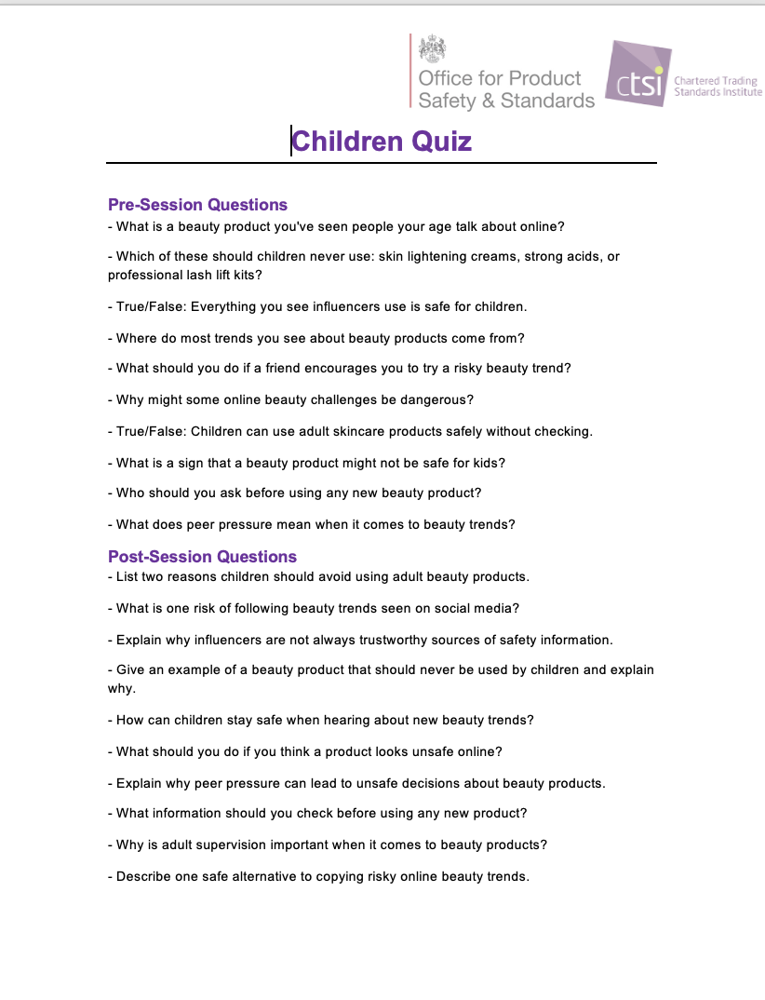 Office for Product
Safety & Standards
ctsi
Chartered Trading
Standards Institute
Children Quiz
Pre-Session Questions
- What is a beauty product you've seen people your age talk about online?
- Which of these should children never use: skin lightening creams, strong acids, or
professional lash lift kits?
- True/False: Everything you see influencers use is safe for children.
- Where do most trends you see about beauty products come from?
- What should you do if a friend encourages you to try a risky beauty trend?
- Why might some online beauty challenges be dangerous?
- True/False: Children can use adult skincare products safely without checking.
- What is a sign that a beauty product might not be safe for kids?
- Who should you ask before using any new beauty product?
- What does peer pressure mean when it comes to beauty trends?
Post-Session Questions
- List two reasons children should avoid using adult beauty products.
- What is one risk of following beauty trends seen on social media?
- Explain why influencers are not always trustworthy sources of safety information.
- Give an example of a beauty product that should never be used by children and explain
why.
- How can children stay safe when hearing about new beauty trends?
- What should you do if you think a product looks unsafe online?
- Explain why peer pressure can lead to unsafe decisions about beauty products.
- What information should you check before using any new product?
- Why is adult supervision important when it comes to beauty products?
- Describe one safe alternative to copying risky online beauty trends.